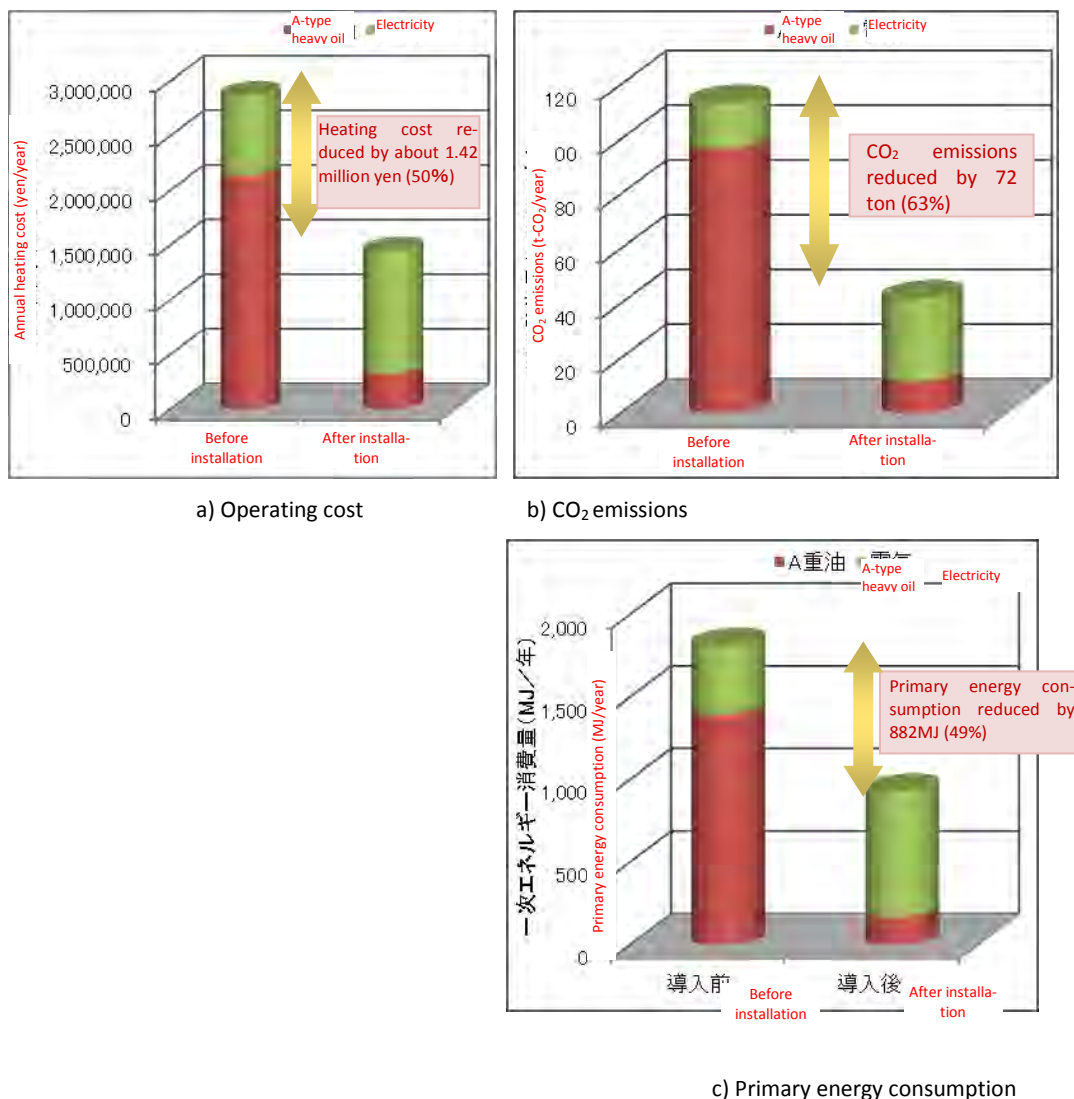 A-type
heavy oil
Electricity
3,000,000
2,500,000
2,000,000
1,500,000
1,000,000
500,000
0
Annual heating cost (yen/year)
Heating cost re-
duced by about 1.42
million yen (50%)
Before
installation
After installa-
tion
a) Operating cost
A-type
heavy oil
Electricity
120
00
80
60
40
20
0
CO₂ emissions (t-CO₂/year)
CO₂ emissions
reduced by 72
ton (63%)
Before
installation
After installa-
tion
b) CO₂ emissions
A重油
A-type
heavy oil
Electricity
2,000
1,500
1,000
500
0
一次エネルギー消費量(MJ/年)
Primary energy consumption (MJ/year)
Primary energy con-
sumption reduced by
882MJ (49%)
導入前
導入後
Before
installation
After installa-
tion
c) Primary energy consumption